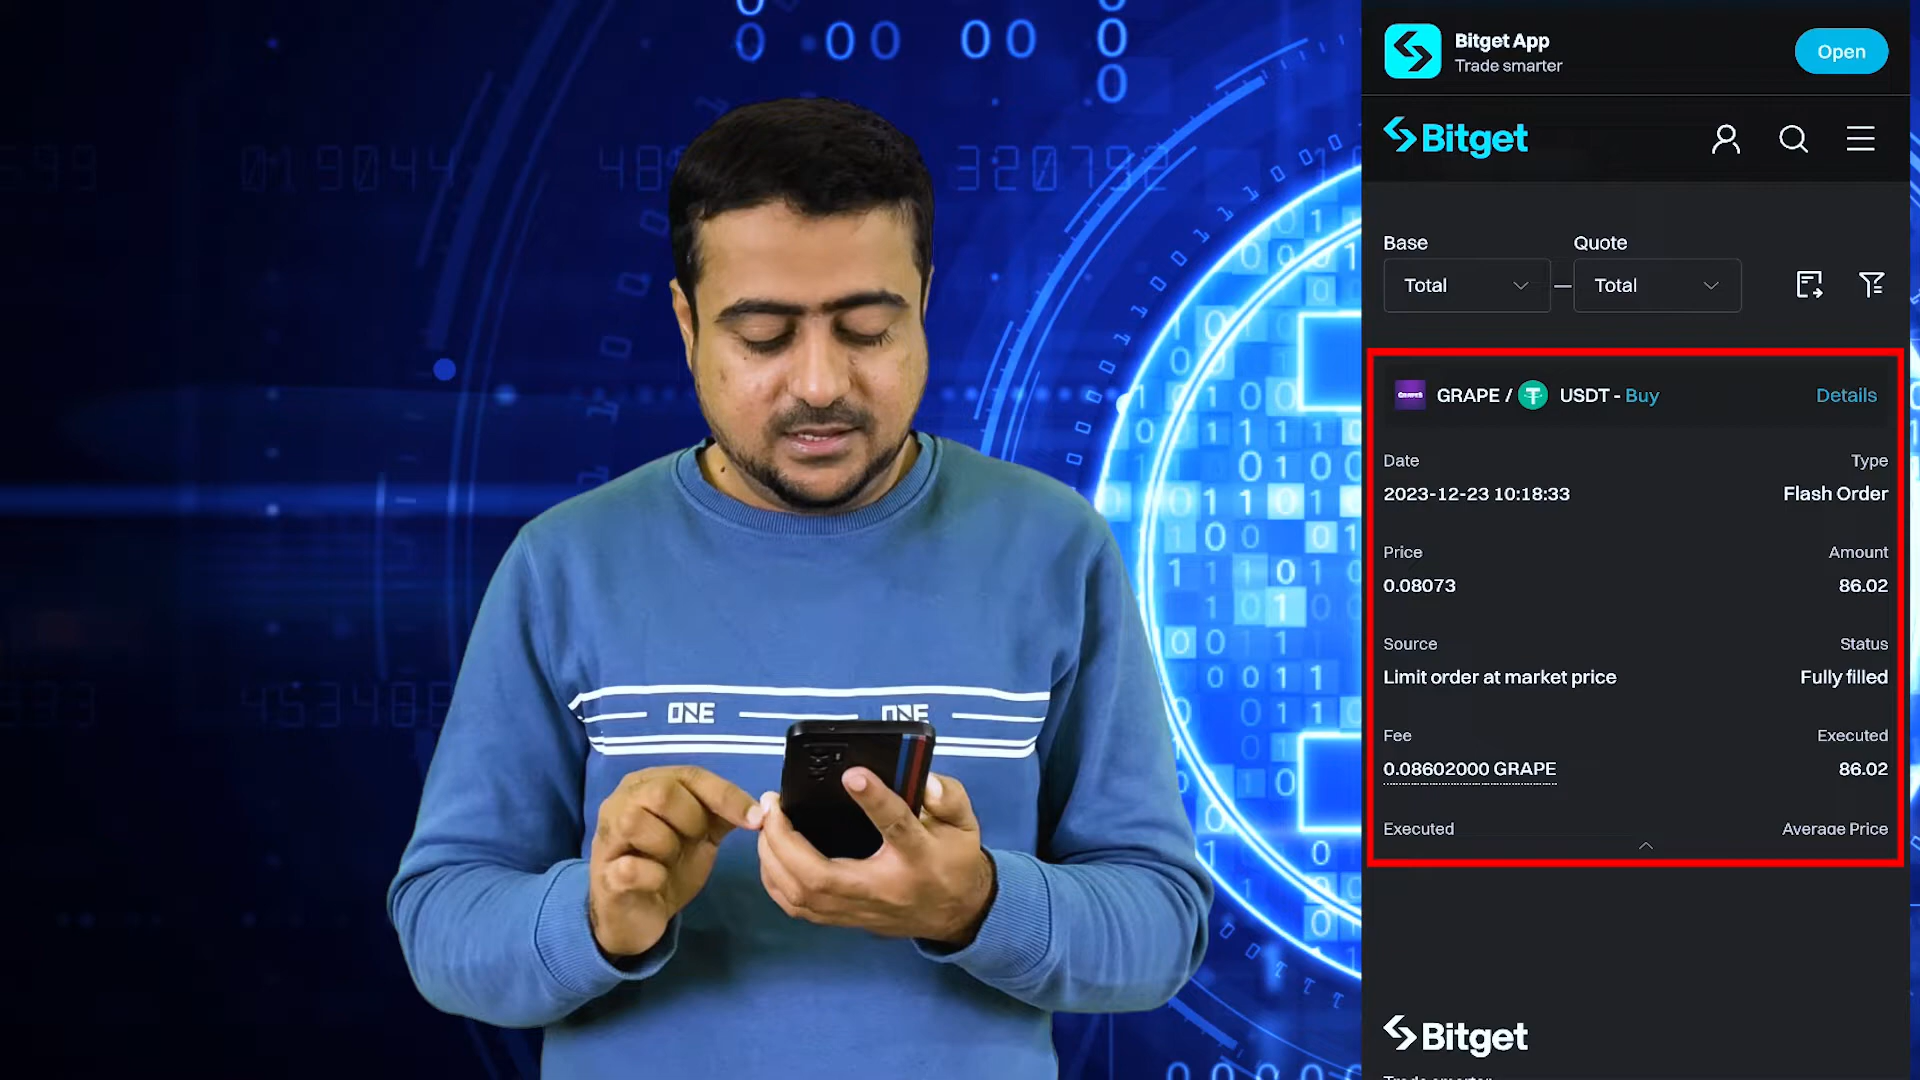 Bitget App
Trade smarter
Open
Bitget
Base
Quote
Total
Total
GRAPE / USDT - Buy
Details
Date
Type
2023-12-23 10:18:33
Flash Order
Price
Amount
0.08073
86.02
Source
Status
Limit order at market price
Fully filled
Fee
Executed
0.08602000 GRAPE
86.02
Executed
Average Price
Bitget
ONE
ONE
019044
320792